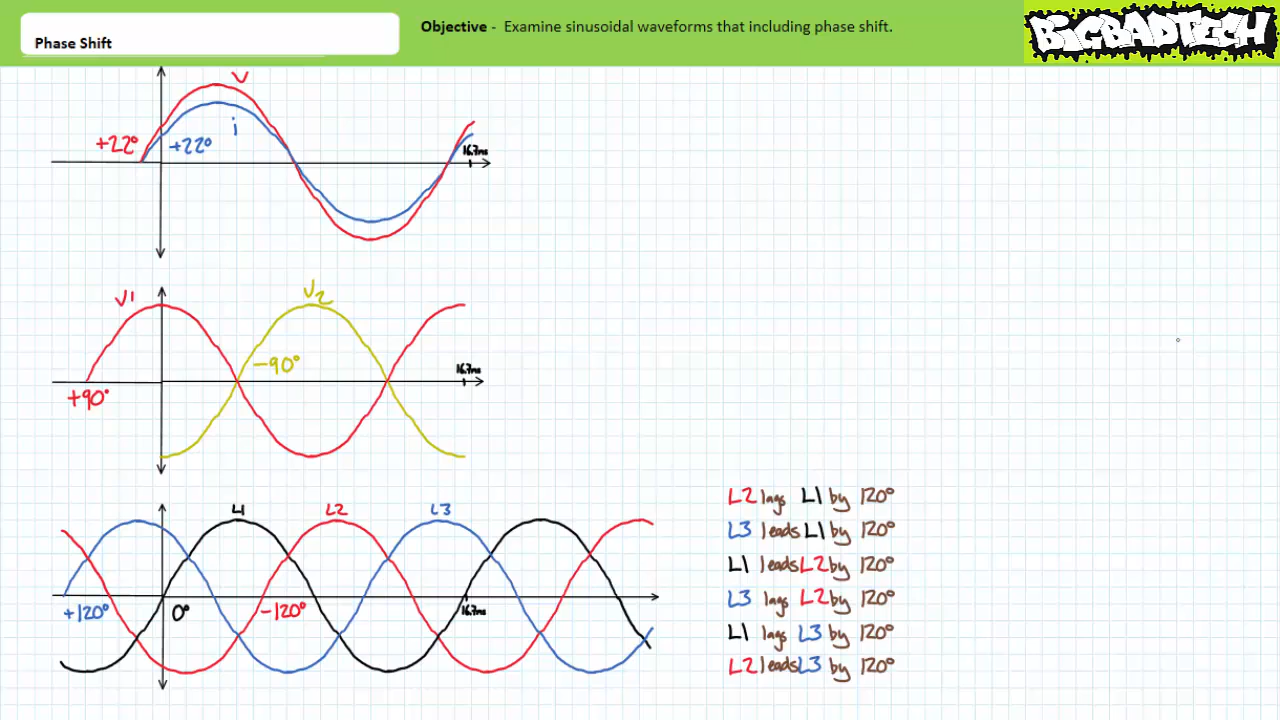 Phase Shift
Objective - Examine sinusoidal waveforms that including phase shift.
BIGBADTECH
V
i
+22°
+22°
16.7ms
V1
V2
-90°
+90°
16.7ms
L1
L2
L3
+120°
0°
-120°
16.7ms
L2 lags L1 by 120°
L3 leads L1 by 120°
L1 leads L2 by 120°
L3 lags L2 by 120°
L1 lags L3 by 120°
L2 leads L3 by 120°